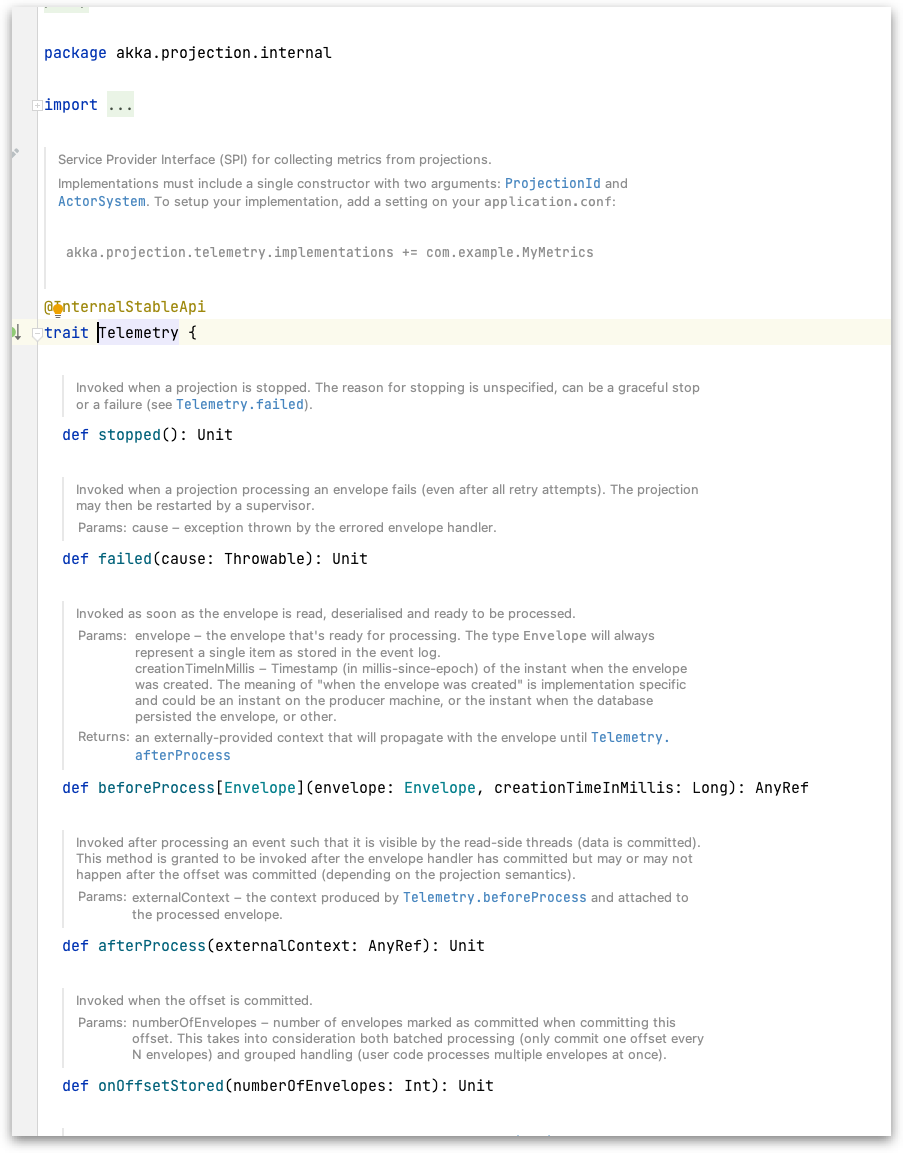 package akka.projection.internal
import ...
Service Provider Interface (SPI) for collecting metrics from projections.
Implementations must include a single constructor with two arguments: ProjectionId and
ActorSystem. To setup your implementation, add a setting on your application.conf:
akka.projection.telemetry.implementations += com.example.MyMetrics
@InternalStableApi
trait Telemetry {
Invoked when a projection is stopped. The reason for stopping is unspecified, can be a graceful stop
or a failure (see Telemetry.failed).
def stopped(): Unit
Invoked when a projection processing an envelope fails (even after all retry attempts). The projection
may then be restarted by a supervisor.
Params: cause – exception thrown by the errored envelope handler.
def failed(cause: Throwable): Unit
Invoked as soon as the envelope is read, deserialised and ready to be processed.
Params: envelope – the envelope that's ready for processing. The type Envelope will always
represent a single item as stored in the event log.
creationTimeInMillis – Timestamp (in millis-since-epoch) of the instant when the envelope
was created. The meaning of "when the envelope was created" is implementation specific
and could be an instant on the producer machine, or the instant when the database
persisted the envelope, or other.
Returns: an externally-provided context that will propagate with the envelope until Telemetry.
afterProcess
def beforeProcess[Envelope](envelope: Envelope, creationTimeInMillis: Long): AnyRef
Invoked after processing an event such that it is visible by the read-side threads (data is committed).
This method is granted to be invoked after the envelope handler has committed but may or may not
happen after the offset was committed (depending on the projection semantics).
Params: externalContext – the context produced by Telemetry.beforeProcess and attached to
the processed envelope.
def afterProcess(externalContext: AnyRef): Unit
Invoked when the offset is committed.
Params: numberOfEnvelopes – number of envelopes marked as committed when committing this
offset. This takes into consideration both batched processing (only commit one offset every
N envelopes) and grouped handling (user code processes multiple envelopes at once).
def onOffsetStored(numberOfEnvelopes: Int): Unit